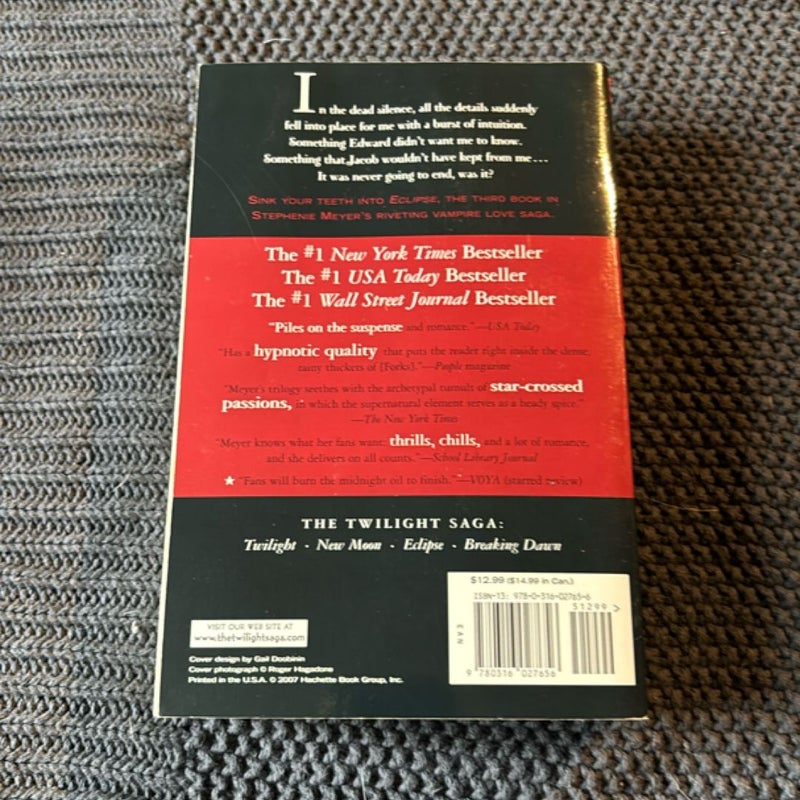 In the dead silence, all the details suddenly
fell into place for me with a burst of intuition.
Something Edward didn't want me to know.
Something that Jacob wouldn't have kept from me...
It was never going to end, was it?
SINK YOUR TEETH INTO ECLIPSE, THE THIRD BOOK IN
STEPHENIE MEYER'S RIVETING VAMPIRE LOVE SAGA.
The #1 New York Times Bestseller
The #1 USA Today Bestseller
The #1 Wall Street Journal Bestseller
"Piles on the suspense and romance."—USA Today
"Has a hypnotic quality that puts the reader right inside the dense,
rainy thickets of [Forks]."—People magazine
"Meyer's trilogy seethes with the archetypal tumult of star-crossed
passions, in which the supernatural element serves as a heady spice."
—The New York Times
"Meyer knows what her fans want: thrills, chills, and a lot of romance,
and she delivers on all counts."—School Library Journal
★ "Fans will burn the midnight oil to finish."—VOYA (starred review)
THE TWILIGHT SAGA:
Twilight · New Moon · Eclipse · Breaking Dawn
$12.99 ($14.99 in Can.)
ISBN-13: 978-0-316-02765-6
51299>
EAN
9 780316 027656
VISIT OUR WEB SITE AT
www.thetwilightsaga.com
Cover design by Gail Doobinin
Cover photograph © Roger Hagadone
Printed in the U.S.A. © 2007 Hachette Book Group, Inc.